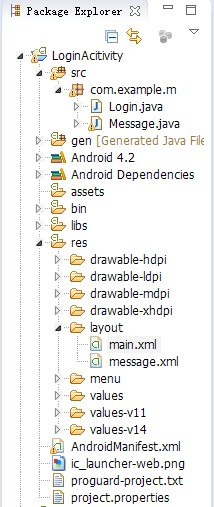 Package Explorer
LoginAcitivity
src
com.example.m
Login.java
Message.java
gen [Generated Java File
Android 4.2
Android Dependencies
assets
bin
libs
res
drawable-hdpi
drawable-ldpi
drawable-mdpi
drawable-xhdpi
layout
main.xml
message.xml
menu
values
values-v11
values-v14
AndroidManifest.xml
ic_launcher-web.png
proguard-project.txt
project.properties